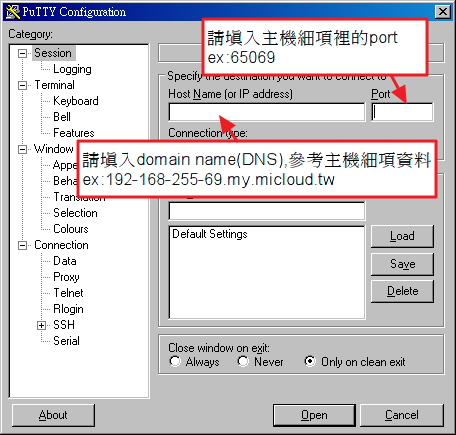 PuTTY Configuration
Category:
Session
Logging
Terminal
Keyboard
Bell
Features
Window
Appe
Beha
Translation
Selection
Colours
Connection
Data
Proxy
Telnet
Rlogin
SSH
Serial
請填入主機細項裡的port
ex:65069
Specify the destination you want to connect to
Host Name (or IP address)
Port
Connection type:
請填入domain name(DNS),參考主機細項資料
ex:192-168-255-69.my.micloud.tw
Default Settings
Load
Save
Delete
Close window on exit:
Always
Never
Only on clean exit
About
Open
Cancel